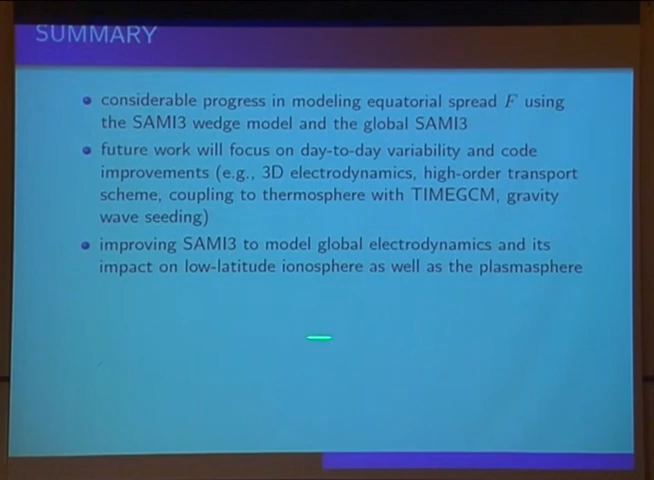 SUMMARY
considerable progress in modeling equatorial spread F using
the SAMI3 wedge model and the global SAMI3
future work will focus on day-to-day variability and code
improvements (e.g., 3D electrodynamics, high-order transport
scheme, coupling to thermosphere with TIMEGCM, gravity
wave seeding)
improving SAMI3 to model global electrodynamics and its
impact on low-latitude ionosphere as well as the plasmasphere